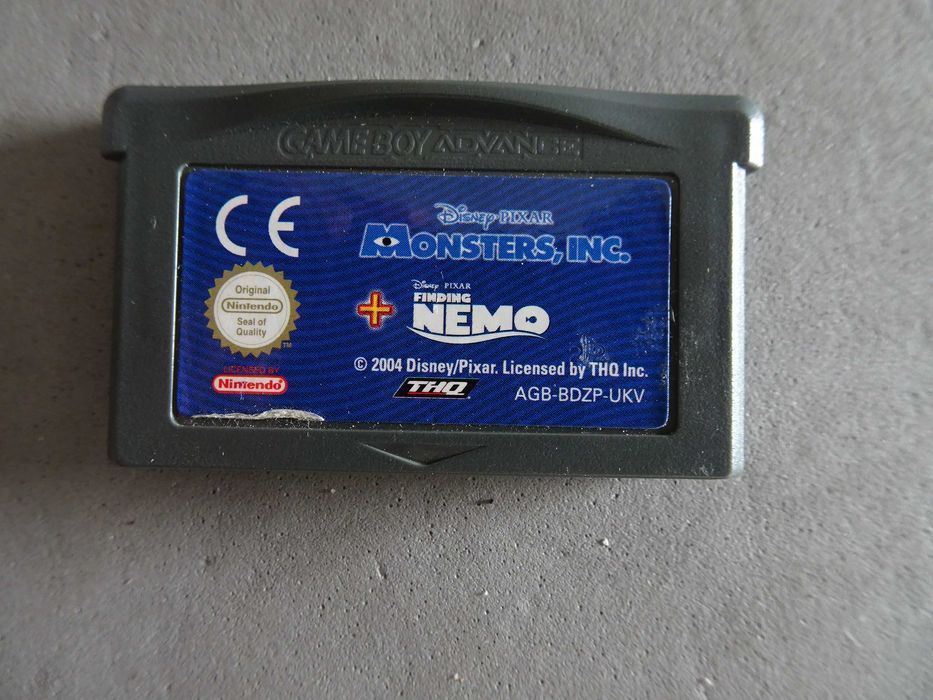 GAME BOY ADVANCE
CE
Disney PIXAR
MONSTERS, INC.
Original
Nintendo
Seal of
Quality
TM
+
Disney PIXAR
FINDING
NEMO
LICENSED BY
Nintendo
© 2004 Disney/Pixar. Licensed by THQ Inc.
THQ
AGB-BDZP-UKV